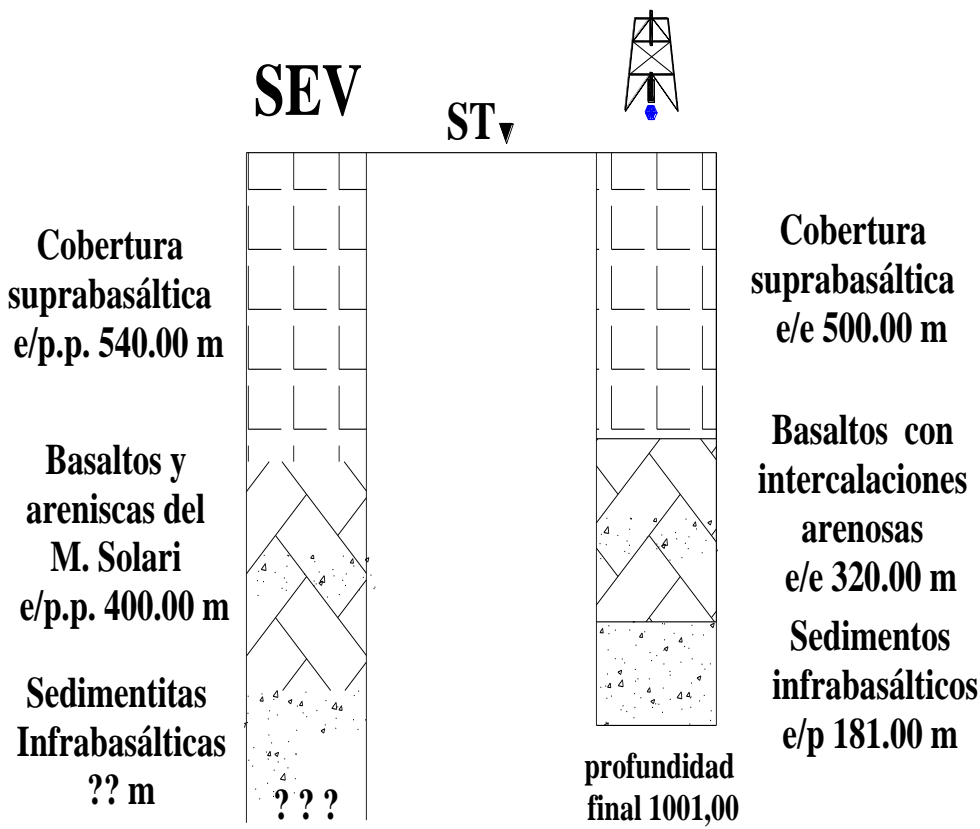 SEV
ST
Cobertura
suprabasáltica
e/p.p. 540.00 m
Basaltos y
areniscas del
M. Solari
e/p.p. 400.00 m
Sedimentitas
Infrabasálticas
?? m
? ? ?
Cobertura
suprabasáltica
e/e 500.00 m
Basaltos con
intercalaciones
arenosas
e/e 320.00 m
Sedimentos
infrabasálticos
e/p 181.00 m
profundidad
final 1001,00